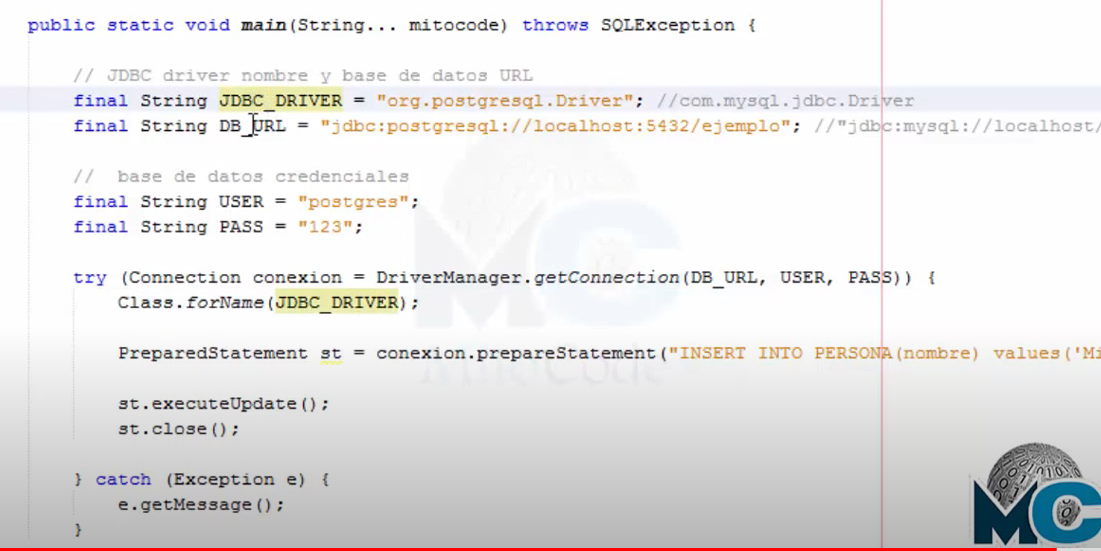 public static void main(String... mitocode) throws SQLException {
// JDBC driver nombre y base de datos URL
final String JDBC_DRIVER = "org.postgresql.Driver"; //com.mysql.jdbc.Driver
final String DB_URL = "jdbc:postgresql://localhost:5432/ejemplo"; //"jdbc:mysql://localhost/
// base de datos credenciales
final String USER = "postgres";
final String PASS = "123";
try (Connection conexion = DriverManager.getConnection(DB_URL, USER, PASS)) {
Class.forName(JDBC_DRIVER);
PreparedStatement st = conexion.prepareStatement("INSERT INTO PERSONA(nombre) values('Mi
st.executeUpdate();
st.close();
} catch (Exception e) {
e.getMessage();
}
MC
MitoCode
MC